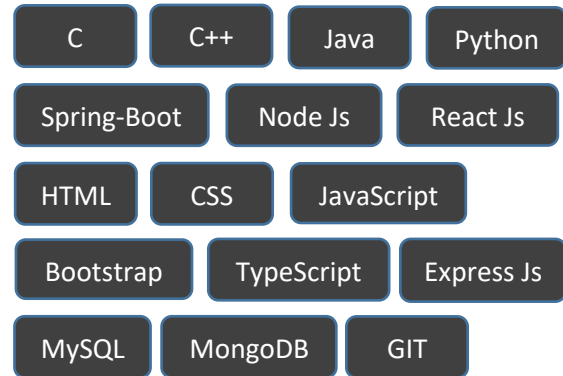 C C++ Java Python
Spring-Boot Node Js React Js
HTML CSS JavaScript
Bootstrap TypeScript Express Js
MySQL MongoDB GIT